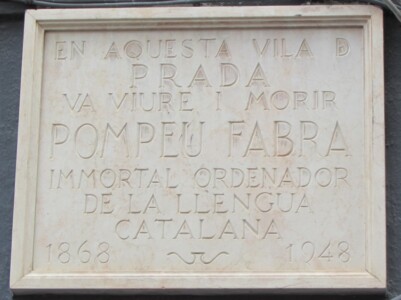 EN AQUESTA VILA D
PRADA
VA VIURE I MORIR
POMPEU FABRA
IMMORTAL ORDENADOR
DE LA LLENGUA
CATALANA
1868 1948